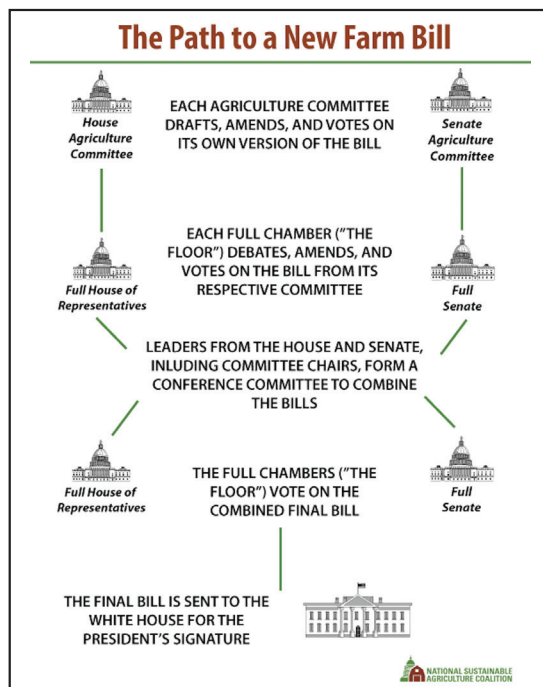 The Path to a New Farm Bill
House
Agriculture
Committee
EACH AGRICULTURE COMMITTEE
DRAFTS, AMENDS, AND VOTES ON
ITS OWN VERSION OF THE BILL
Senate
Agriculture
Committee
Full House of
Representatives
EACH FULL CHAMBER ("THE
FLOOR") DEBATES, AMENDS, AND
VOTES ON THE BILL FROM ITS
RESPECTIVE COMMITTEE
Full
Senate
LEADERS FROM THE HOUSE AND SENATE,
INLUDING COMMITTEE CHAIRS, FORM A
CONFERENCE COMMITTEE TO COMBINE
THE BILLS
Full House of
Representatives
THE FULL CHAMBERS ("THE
FLOOR") VOTE ON THE
COMBINED FINAL BILL
Full
Senate
THE FINAL BILL IS SENT TO THE
WHITE HOUSE FOR THE
PRESIDENT'S SIGNATURE
NATIONAL SUSTAINABLE
AGRICULTURE COALITION